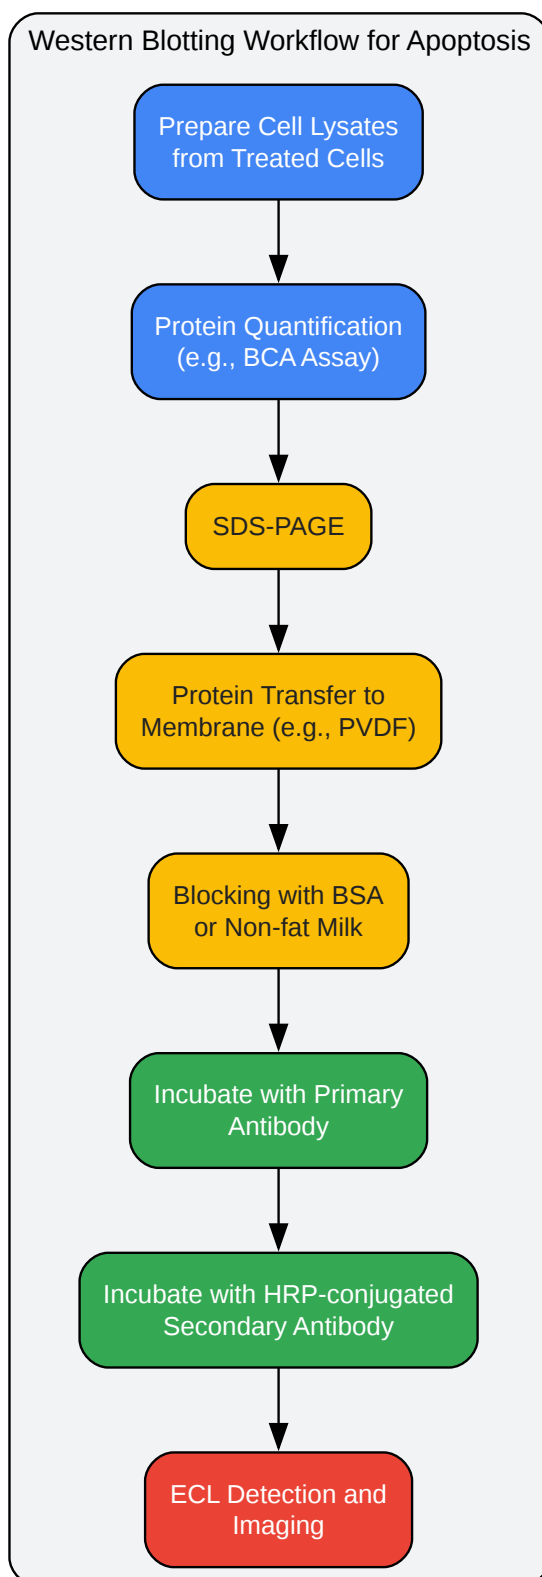 Western Blotting Workflow for Apoptosis
Prepare Cell Lysates
from Treated Cells
Protein Quantification
(e.g., BCA Assay)
SDS-PAGE
Protein Transfer to
Membrane (e.g., PVDF)
Blocking with BSA
or Non-fat Milk
Incubate with Primary
Antibody
Incubate with HRP-conjugated
Secondary Antibody
ECL Detection and
Imaging